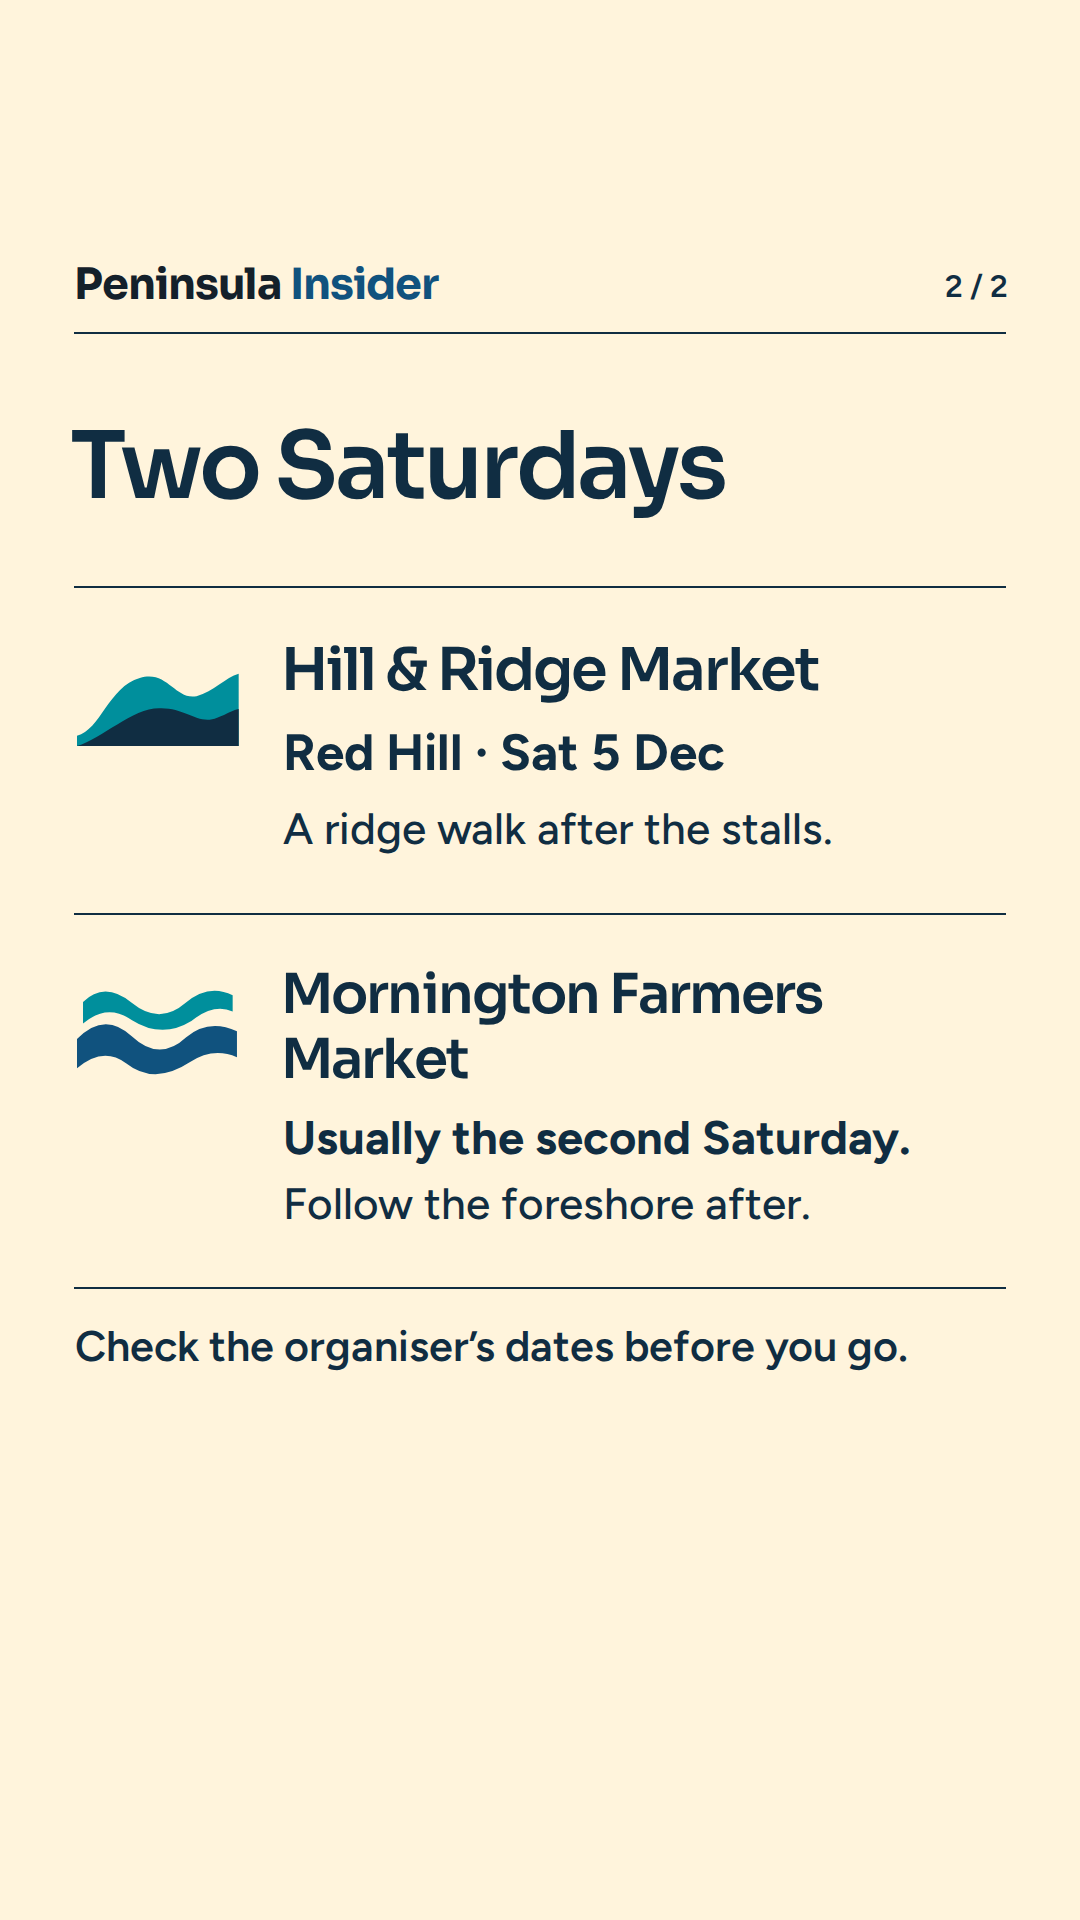 Peninsula Insider
2 / 2
Two Saturdays
Hill & Ridge Market
Red Hill · Sat 5 Dec
A ridge walk after the stalls.
Mornington Farmers
Market
Usually the second Saturday.
Follow the foreshore after.
Check the organiser’s dates before you go.